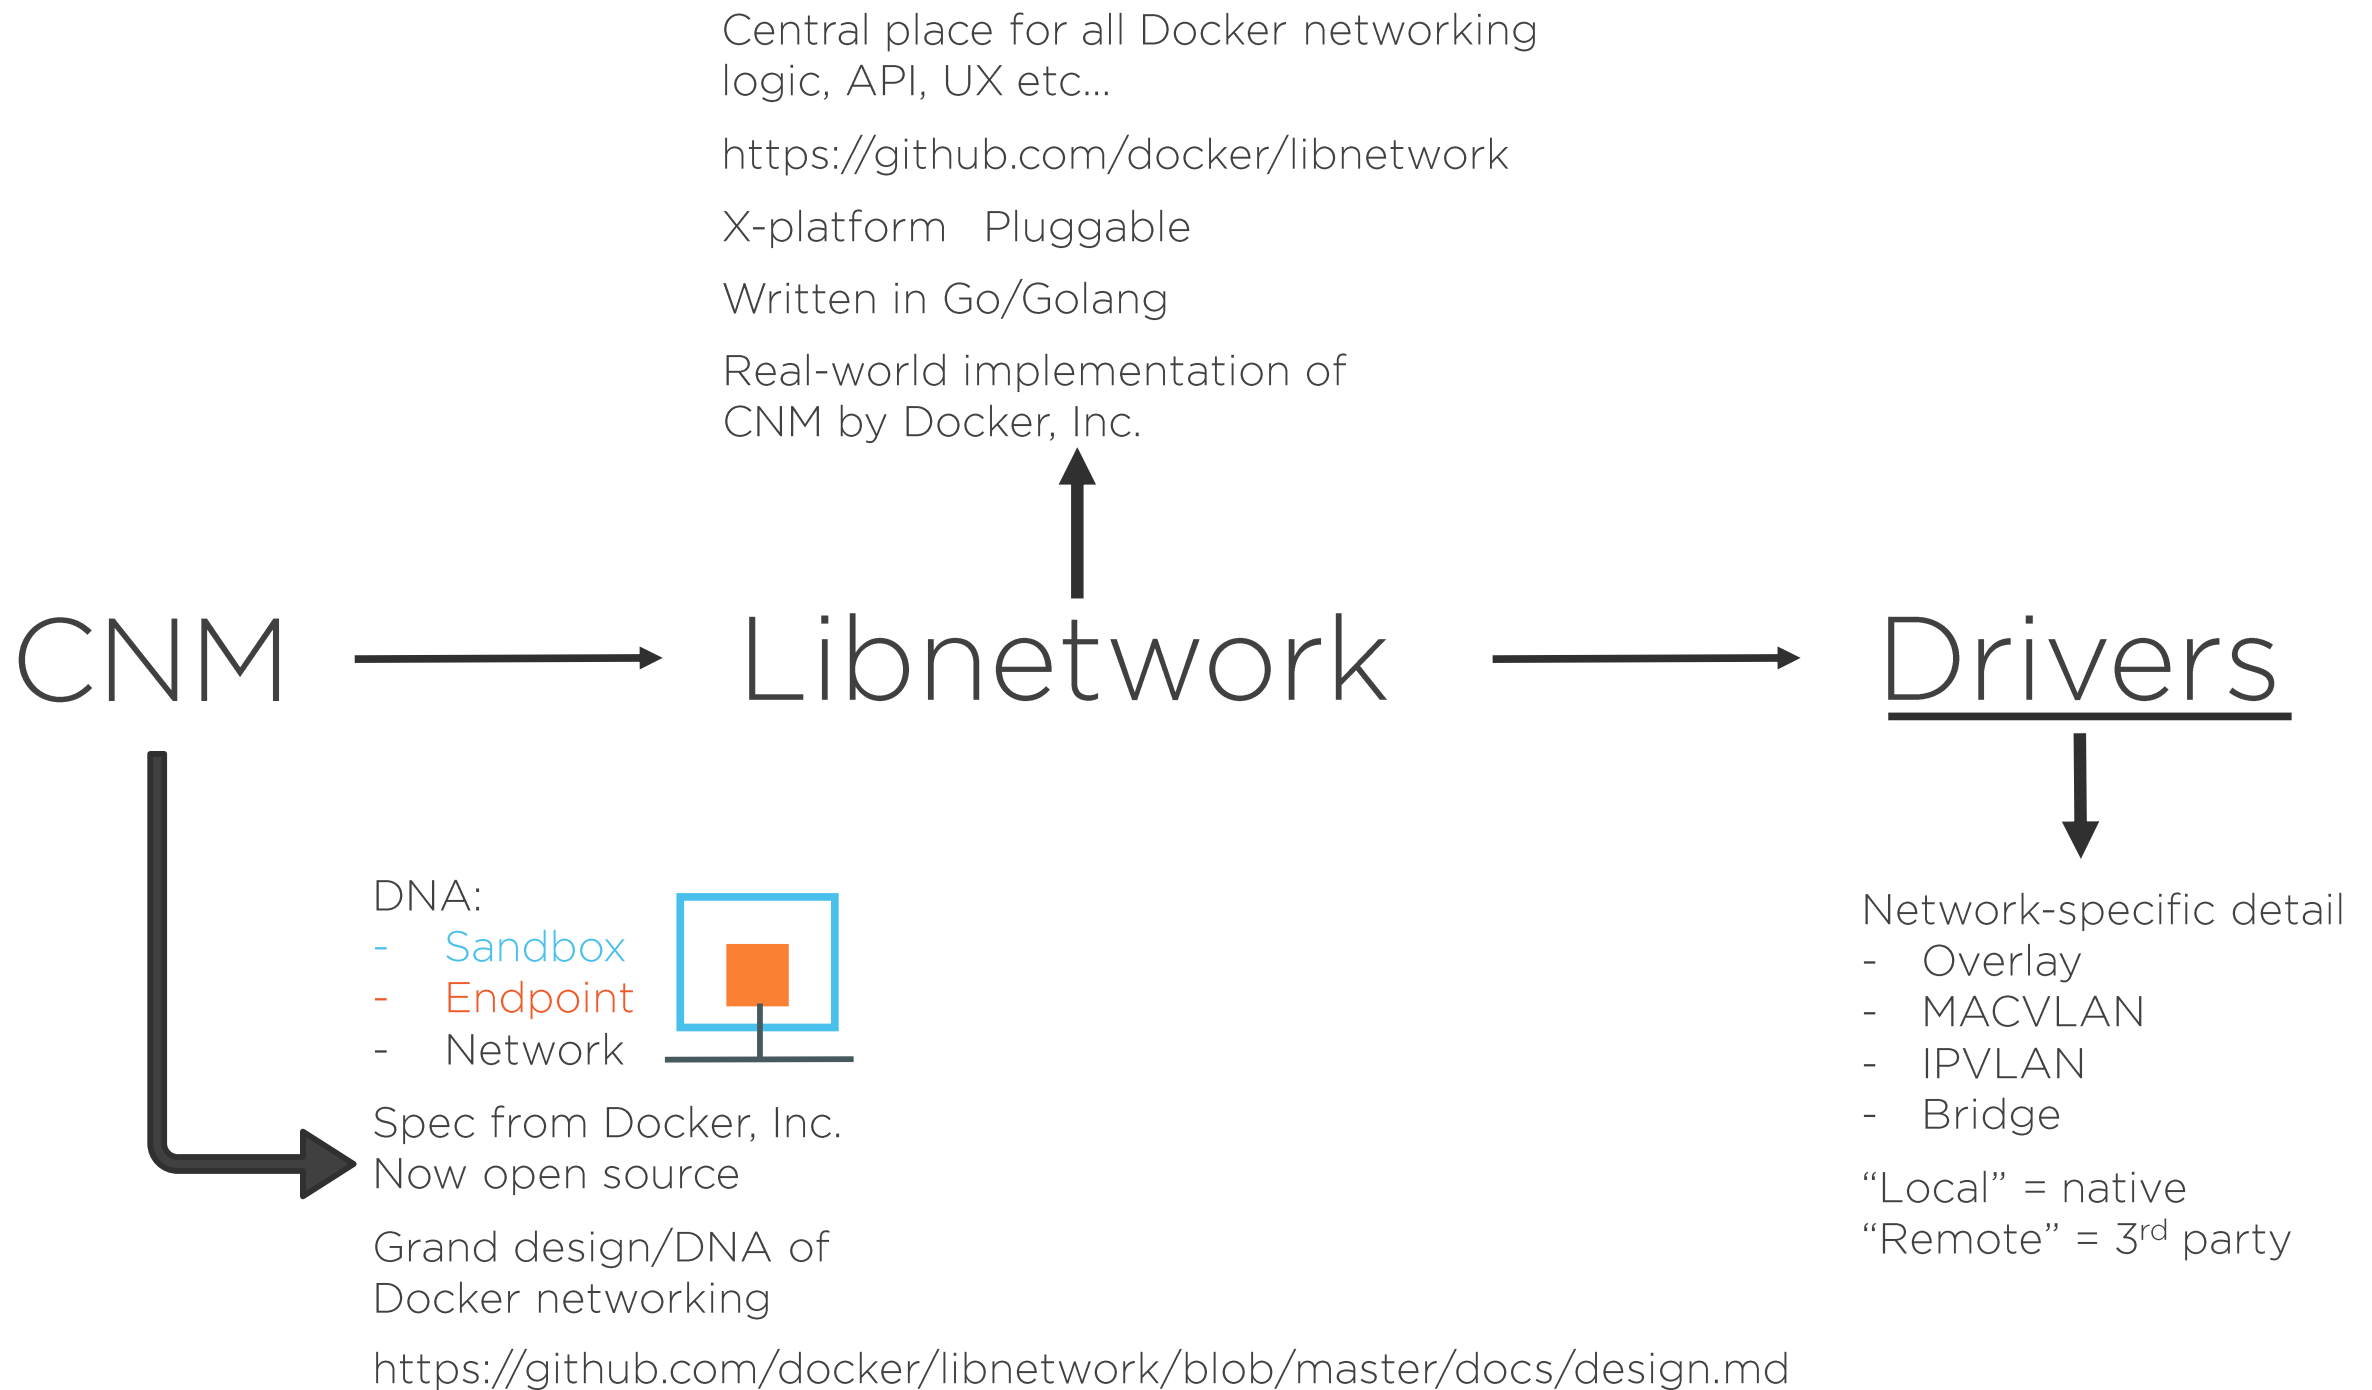 Central place for all Docker networking
logic, API, UX etc...
https://github.com/docker/libnetwork
X-platform Pluggable
Written in Go/Golang
Real-world implementation of
CNM by Docker, Inc.
CNM
Libnetwork
Drivers
DNA:
- Sandbox
- Endpoint
- Network
Spec from Docker, Inc.
Now open source
Grand design/DNA of
Docker networking
https://github.com/docker/libnetwork/blob/master/docs/design.md
Network-specific detail
- Overlay
- MACVLAN
- IPVLAN
- Bridge
“Local” = native
“Remote” = 3rd party